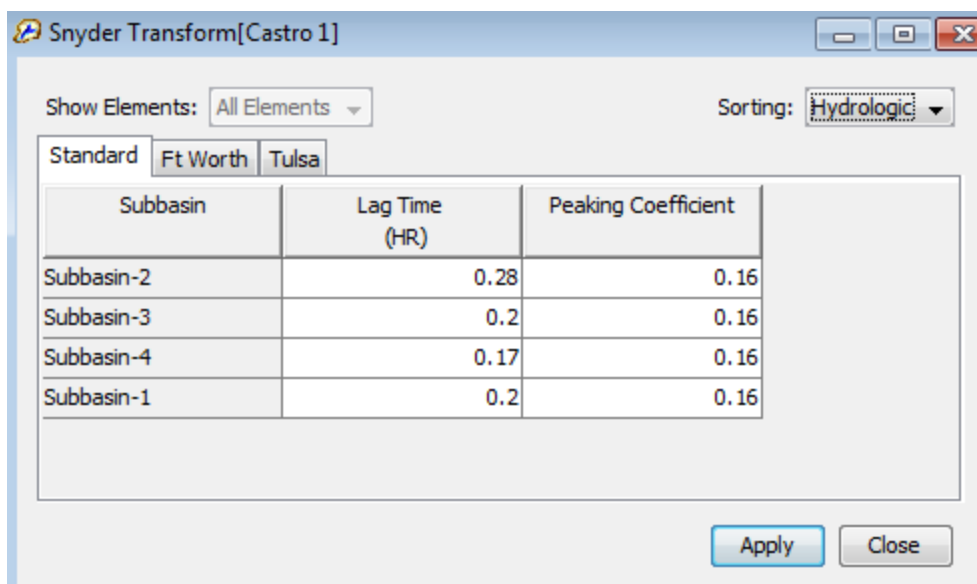 Snyder Transform[Castro 1]
Show Elements: All Elements Sorting: Hydrologic
Standard Ft Worth Tulsa
Subbasin Lag Time Peaking Coefficient
(HR)
Subbasin-2 0.28 0.16
Subbasin-3 0.2 0.16
Subbasin-4 0.17 0.16
Subbasin-1 0.2 0.16
Apply Close